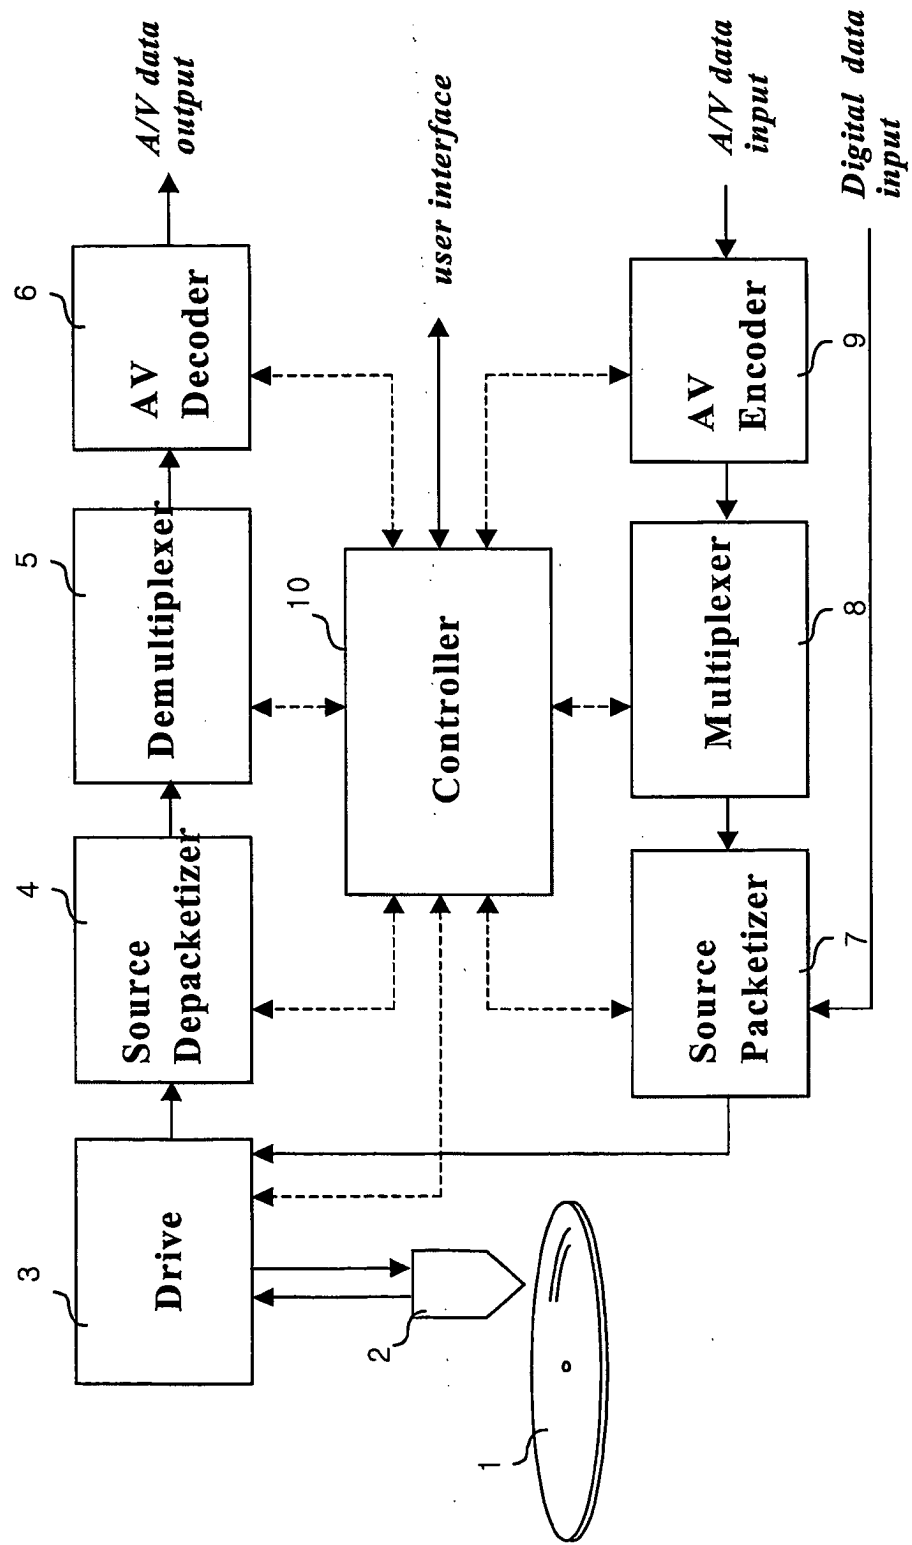 3
Drive
4
Source
Depacketizer
5
Demultiplexer
6
AV
Decoder
A/V data
output
2
1
10
Controller
user interface
Source
Packetizer
7
Multiplexer
8
AV
Encoder
9
A/V data
input
Digital data
input